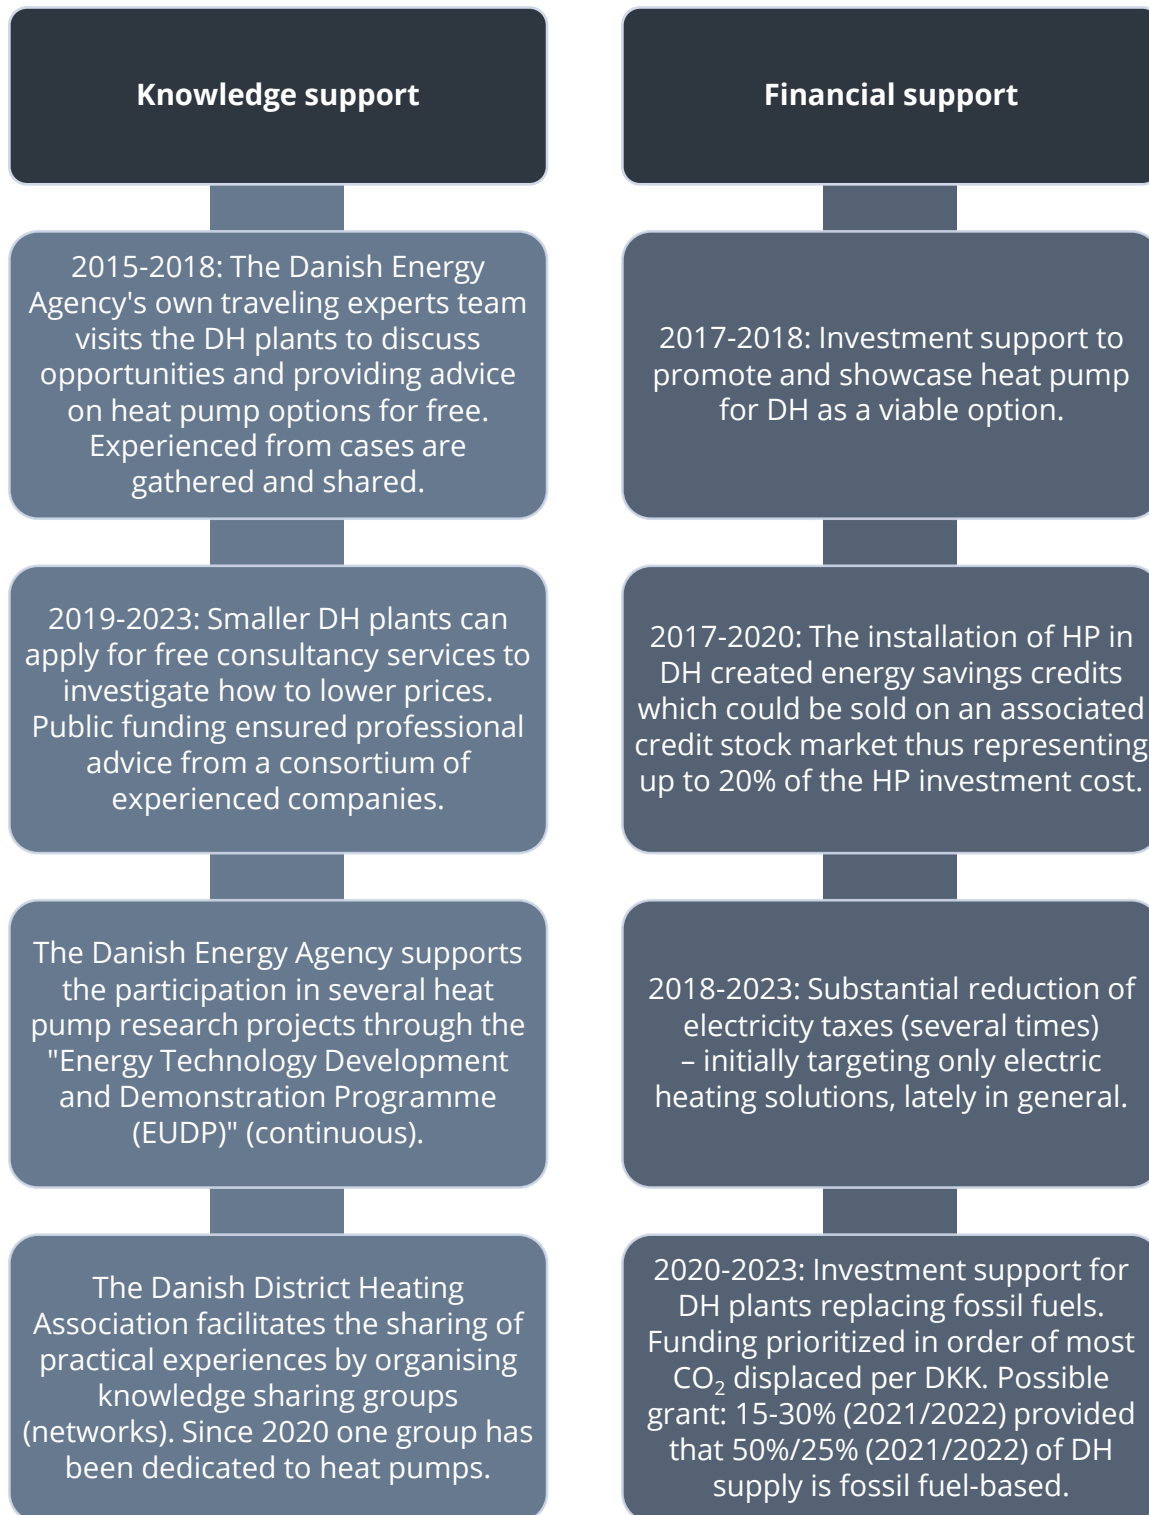 Knowledge support
2015-2018: The Danish Energy
Agency's own traveling experts team
visits the DH plants to discuss
opportunities and providing advice
on heat pump options for free.
Experienced from cases are
gathered and shared.
2019-2023: Smaller DH plants can
apply for free consultancy services to
investigate how to lower prices.
Public funding ensured professional
advice from a consortium of
experienced companies.
The Danish Energy Agency supports
the participation in several heat
pump research projects through the
"Energy Technology Development
and Demonstration Programme
(EUDP)" (continuous).
The Danish District Heating
Association facilitates the sharing of
practical experiences by organising
knowledge sharing groups
(networks). Since 2020 one group has
been dedicated to heat pumps.
Financial support
2017-2018: Investment support to
promote and showcase heat pump
for DH as a viable option.
2017-2020: The installation of HP in
DH created energy savings credits
which could be sold on an associated
credit stock market thus representing
up to 20% of the HP investment cost.
2018-2023: Substantial reduction of
electricity taxes (several times)
– initially targeting only electric
heating solutions, lately in general.
2020-2023: Investment support for
DH plants replacing fossil fuels.
Funding prioritized in order of most
CO₂ displaced per DKK. Possible
grant: 15-30% (2021/2022) provided
that 50%/25% (2021/2022) of DH
supply is fossil fuel-based.